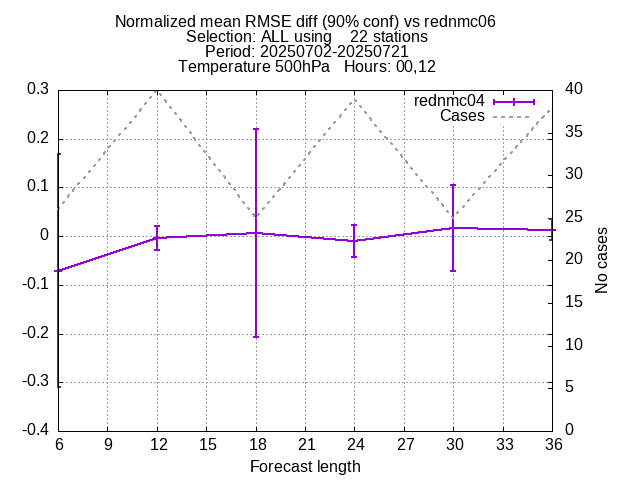 Normalized mean RMSE diff (90% conf) vs rednmc06
Selection: ALL using    22 stations
Period: 20250702-20250721
Temperature 500hPa   Hours: 00,12
rednmc04
Cases
0.3
0.2
0.1
0
-0.1
-0.2
-0.3
-0.4
40
35
30
25
20
15
10
5
0
No cases
6 9 12 15 18 21 24 27 30 33 36
Forecast length